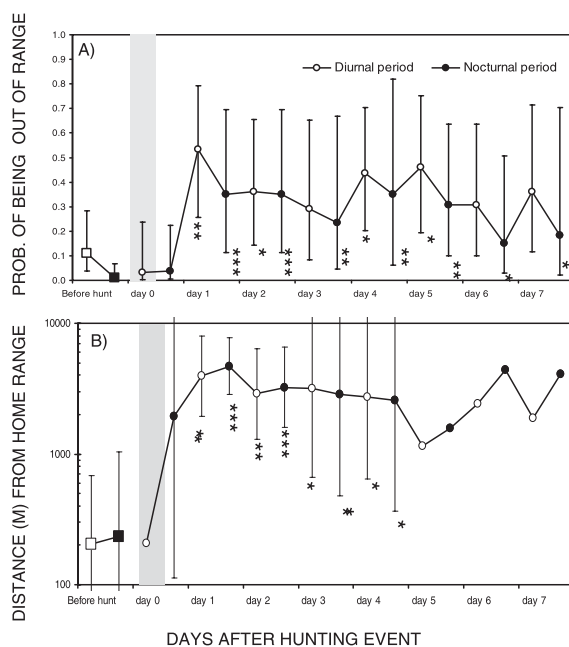 PROB. OF BEING OUT OF RANGE
A)
Diurnal period
Nocturnal period
1.0
0.9
0.8
0.7
0.6
0.5
0.4
0.3
0.2
0.1
0.0
** *** * *** ** * ** * ** * *
Before hunt day 0 day 1 day 2 day 3 day 4 day 5 day 6 day 7
DISTANCE (M) FROM HOME RANGE
B)
10000
1000
100
** *** ** *** * ** * *
Before hunt day 0 day 1 day 2 day 3 day 4 day 5 day 6 day 7
DAYS AFTER HUNTING EVENT